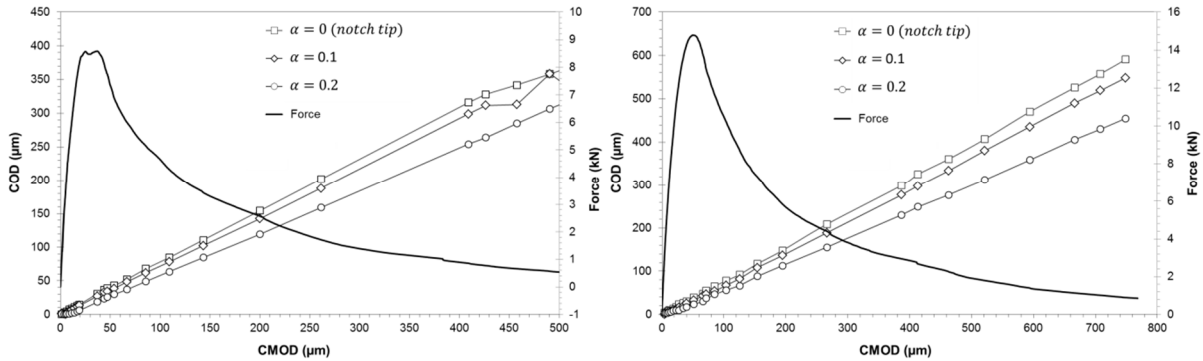 450
400
350
300
250
200
150
100
50
0
COD (µm)
10
9
8
7
6
5
4
3
2
1
0
-1
Force (kN)
0 50 100 150 200 250 300 350 400 450 500
CMOD (µm)
α = 0 (notch tip)
α = 0.1
α = 0.2
Force
700
600
500
400
300
200
100
0
COD (µm)
16
14
12
10
8
6
4
2
0
Force (kN)
0 100 200 300 400 500 600 700 800
CMOD (µm)
α = 0 (notch tip)
α = 0.1
α = 0.2
Force